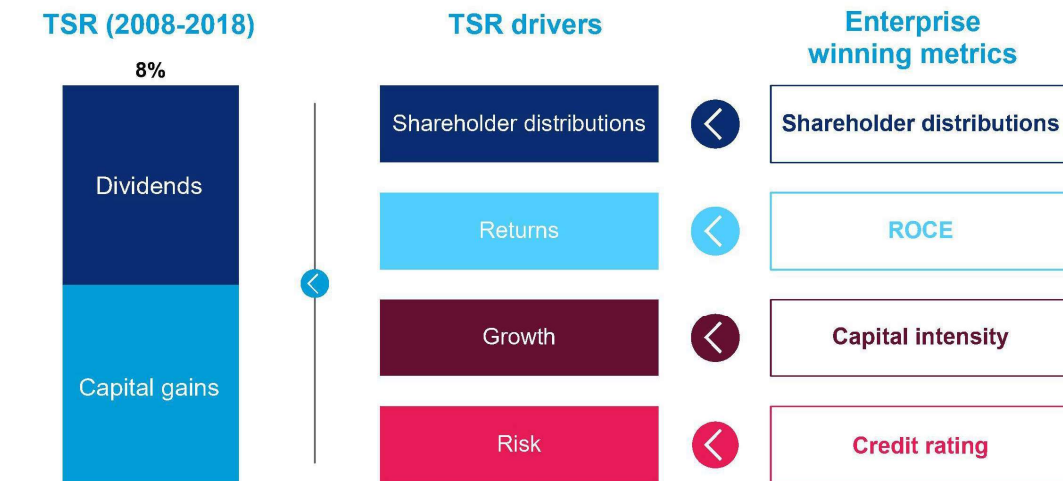 TSR (2008-2018)
8%
Dividends
Capital gains
TSR drivers
Shareholder distributions
Returns
Growth
Risk
Enterprise
winning metrics
Shareholder distributions
ROCE
Capital intensity
Credit rating